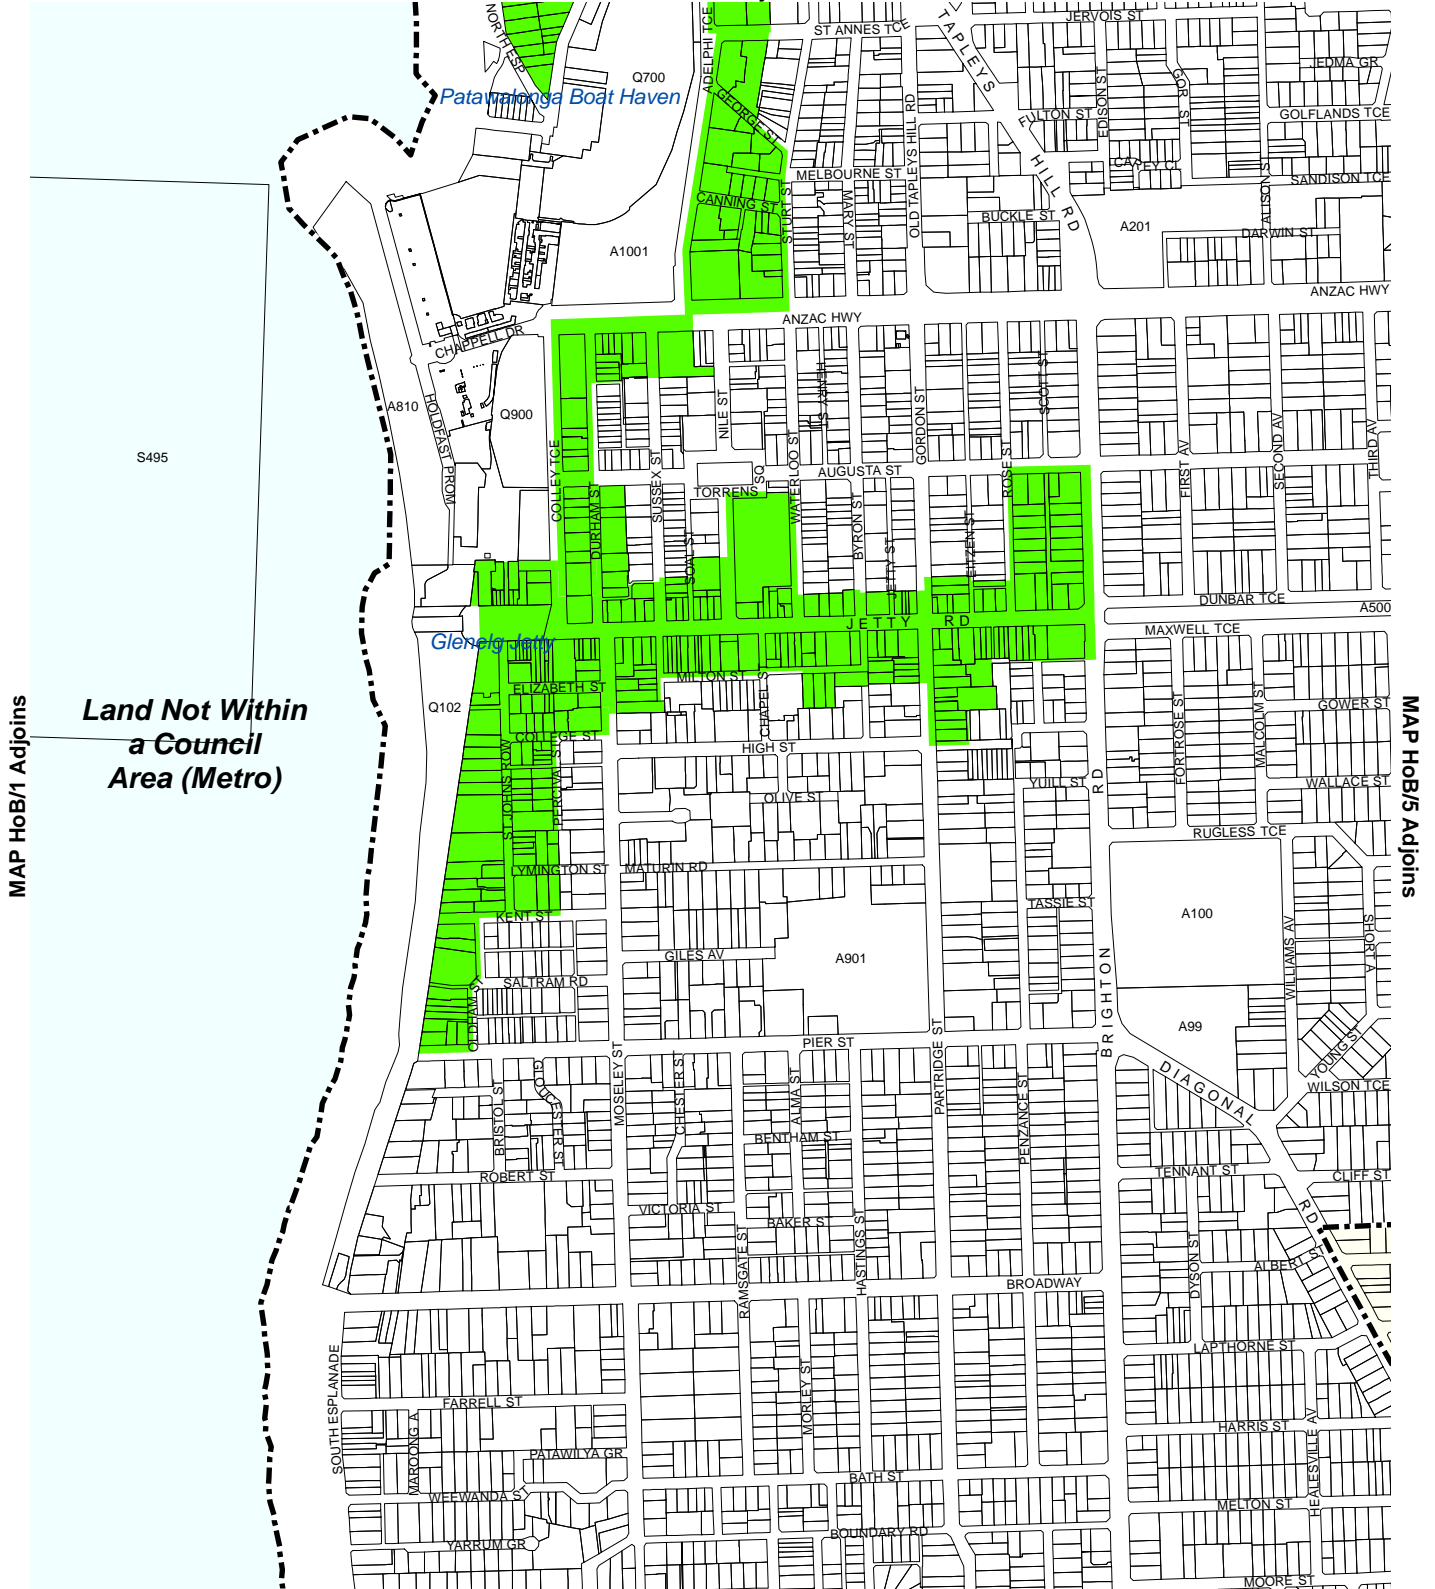 NORTH ESP
ADELPHI TCE
ST ANNES TCE
TAPLEYS
JERVOIS ST
Q700
JEDMA GR
Patawalonga Boat Haven
GEORGE ST
FULTON ST
EDISON ST
GOR ST
GOLFLANDS TCE
OLD TAPLEYS HILL RD
HILL RD
MELBOURNE ST
CAREY CL
SANDISON TCE
ALISON S
CANNING ST
STURT ST
MARY ST
BUCKLE ST
A201
DARWIN ST
A1001
ANZAC HWY
ANZAC HWY
CHAPPELL DR
A810
HOLDFAST PROM
Q900
COLLEY TCE
NILE ST
HENRY ST
GORDON ST
SCOTT ST
S495
DURHAM ST
SUSSEX ST
TORRENS SQ
WATERLOO ST
AUGUSTA ST
ROSE ST
FIRST AV
SECOND AV
THIRD AV
SOAL ST
BYRON ST
JETTY ST
EITZEN ST
DUNBAR TCE
A500
JETTY RD
MAXWELL TCE
Glenelg Jetty
MILTON ST
ELIZABETH ST
CHAPEL S
Q102
COLLEGE ST
HIGH ST
FORTROSE ST
MALCOLM ST
GOWER ST
Land Not Within
a Council
Area (Metro)
MAP HoB/1 Adjoins
MAP HoB/5 Adjoins
ST JOHNS ROW
PERCIVAL ST
OLIVE ST
YUILL ST
WALLACE ST
RUGLESS TCE
LYMINGTON ST
MATURIN RD
KENT ST
TASSIE ST
A100
GILES AV
A901
WILLIAMS AV
SHORT A
OLDHAM ST
SALTRAM RD
BRIGHTON RD
A99
PIER ST
YOUNG ST
MOSELEY ST
PARTRIDGE ST
GLOUCESTER ST
BRISTOL ST
CHESTER ST
ALMA ST
PENZANCE ST
DIAGONAL RD
WILSON TCE
BENTHAM ST
ROBERT ST
TENNANT ST
CLIFF ST
VICTORIA ST
BAKER ST
RAMSGATE ST
HASTINGS ST
DYSON ST
ALBERT ST
BROADWAY
SOUTH ESPLANADE
LAPTHORNE ST
MORLEY ST
FARRELL ST
MAROONG A
HARRIS ST
HEALESVILLE AV
PATAWILYA GR
BATH ST
WEEWANDA S
MELTON ST
YARRUM GR
BOUNDARY RD
MOORE ST